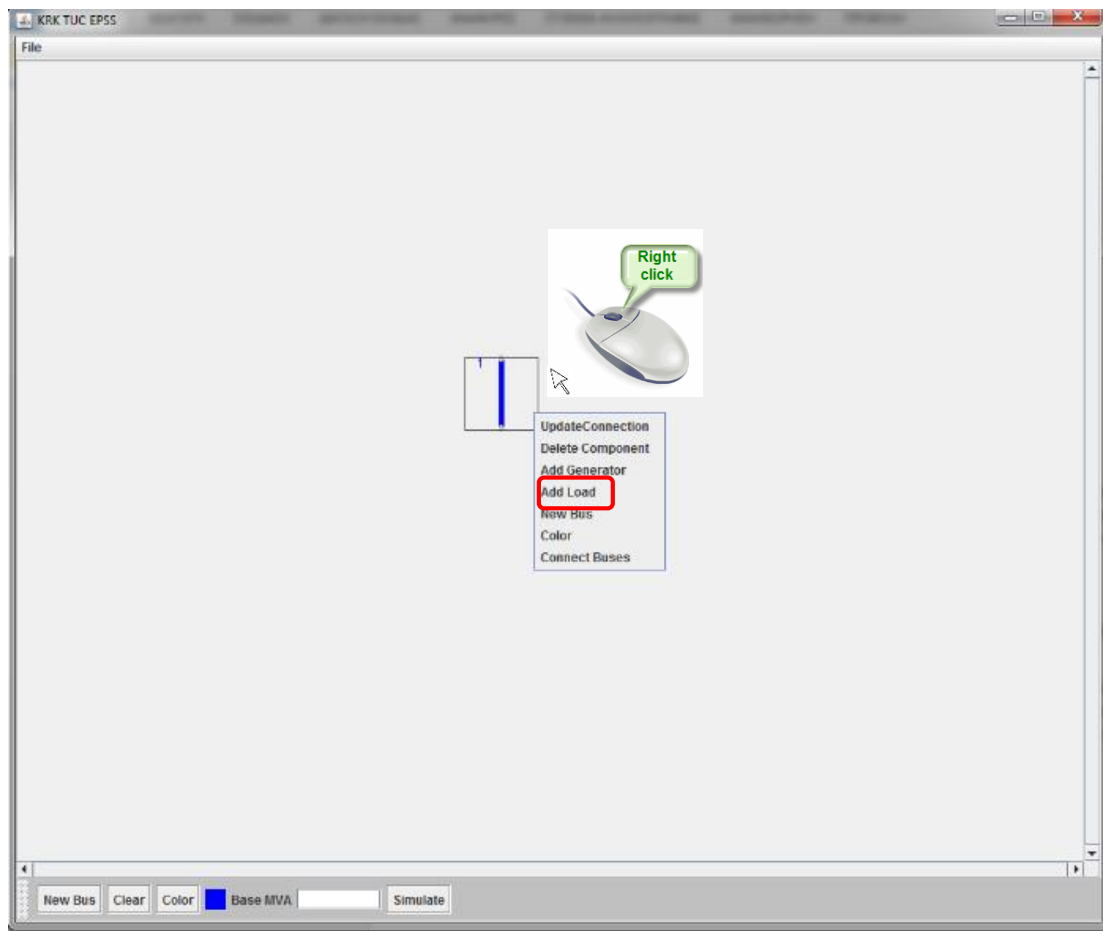 KRK TUC EPSS
File
Right
click
1
UpdateConnection
Delete Component
Add Generator
Add Load
New Bus
Color
Connect Buses
New Bus Clear Color Base MVA Simulate